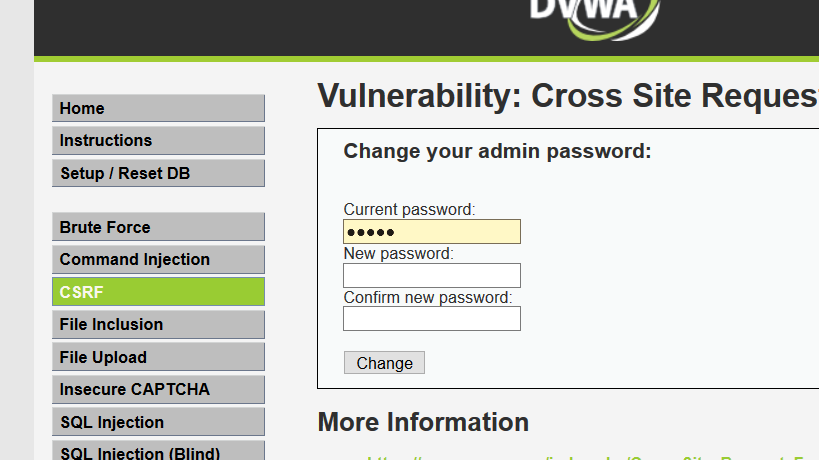 DVWA
Vulnerability: Cross Site Reques
Home
Instructions
Setup / Reset DB
Brute Force
Command Injection
CSRF
File Inclusion
File Upload
Insecure CAPTCHA
SQL Injection
SQL Injection (Blind)
Change your admin password:
Current password:
New password:
Confirm new password:
Change
More Information